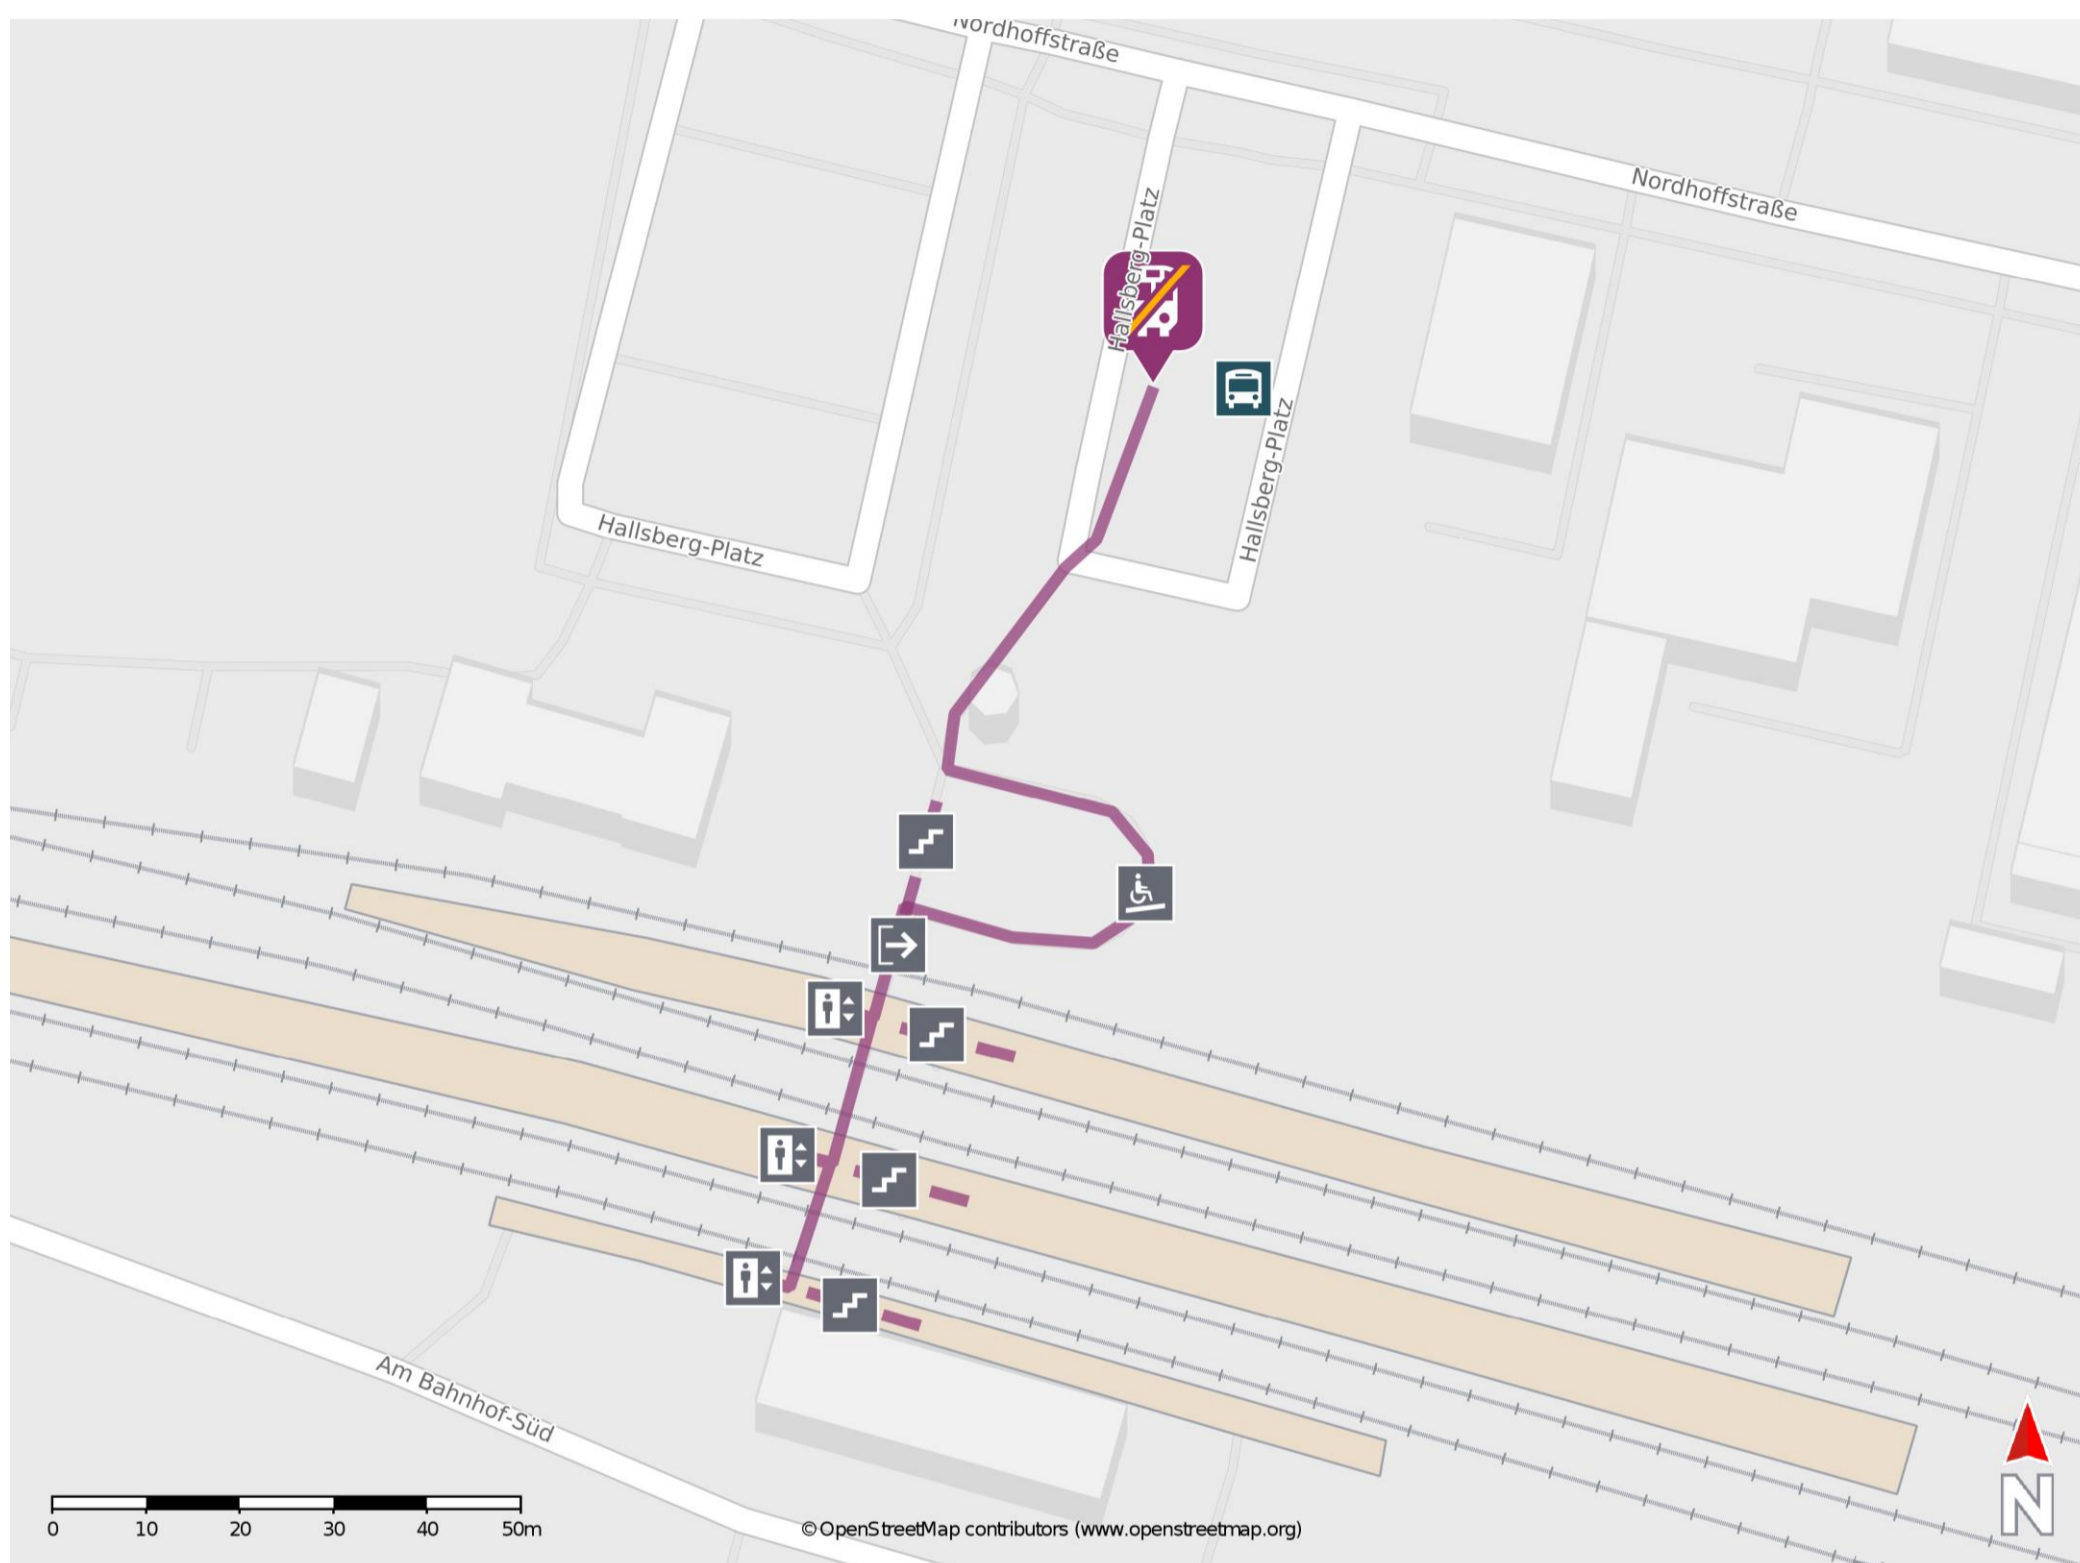 Nordhoffstraße
Nordhoffstraße
Hallsberg-Platz
Hallsberg-Platz
Hallsberg-Platz
Am Bahnhof-Süd
0 10 20 30 40 50m
©OpenStreetMap contributors (www.openstreetmap.org)
N